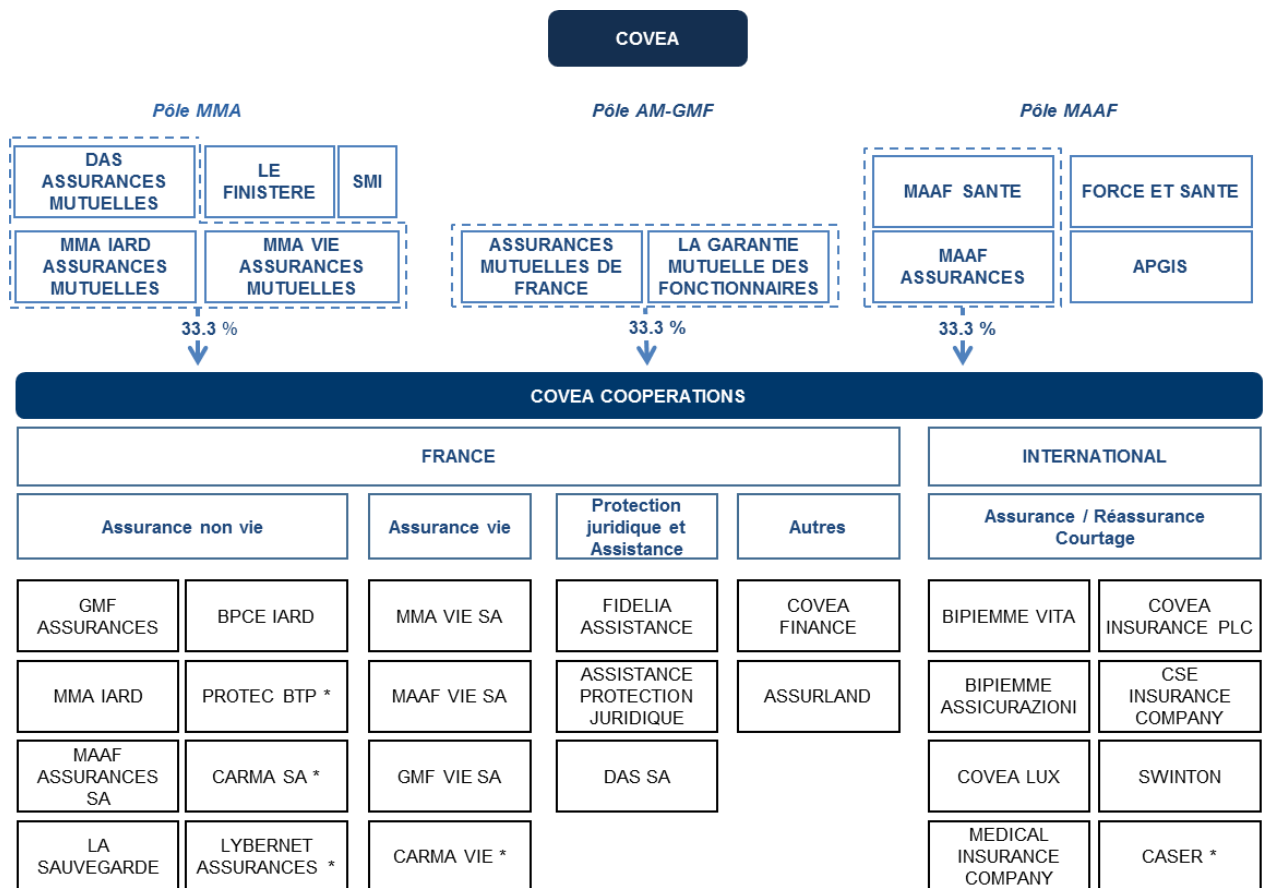 COVEA
Pôle MMA
Pôle AM-GMF
Pôle MAAF
DAS
ASSURANCES
MUTUELLES
LE
FINISTERE
SMI
MMA IARD
ASSURANCES
MUTUELLES
MMA VIE
ASSURANCES
MUTUELLES
ASSURANCES
MUTUELLES DE
FRANCE
LA GARANTIE
MUTUELLE DES
FONCTIONNAIRES
MAAF SANTE
FORCE ET SANTE
MAAF
ASSURANCES
APGIS
33.3 %
33.3 %
33.3 %
COVEA COOPERATIONS
FRANCE
INTERNATIONAL
Assurance non vie
Assurance vie
Protection
juridique et
Assistance
Autres
Assurance / Réassurance
Courtage
GMF
ASSURANCES
BPCE IARD
MMA VIE SA
FIDELIA
ASSISTANCE
COVEA
FINANCE
BIPIEMME VITA
COVEA
INSURANCE PLC
MMA IARD
PROTEC BTP *
MAAF VIE SA
ASSISTANCE
PROTECTION
JURIDIQUE
ASSURLAND
BIPIEMME
ASSICURAZIONI
CSE
INSURANCE
COMPANY
MAAF
ASSURANCES
SA
CARMA SA *
GMF VIE SA
DAS SA
COVEA LUX
SWINTON
LA
SAUVEGARDE
LYBERNET
ASSURANCES *
CARMA VIE *
MEDICAL
INSURANCE
COMPANY
CASER *